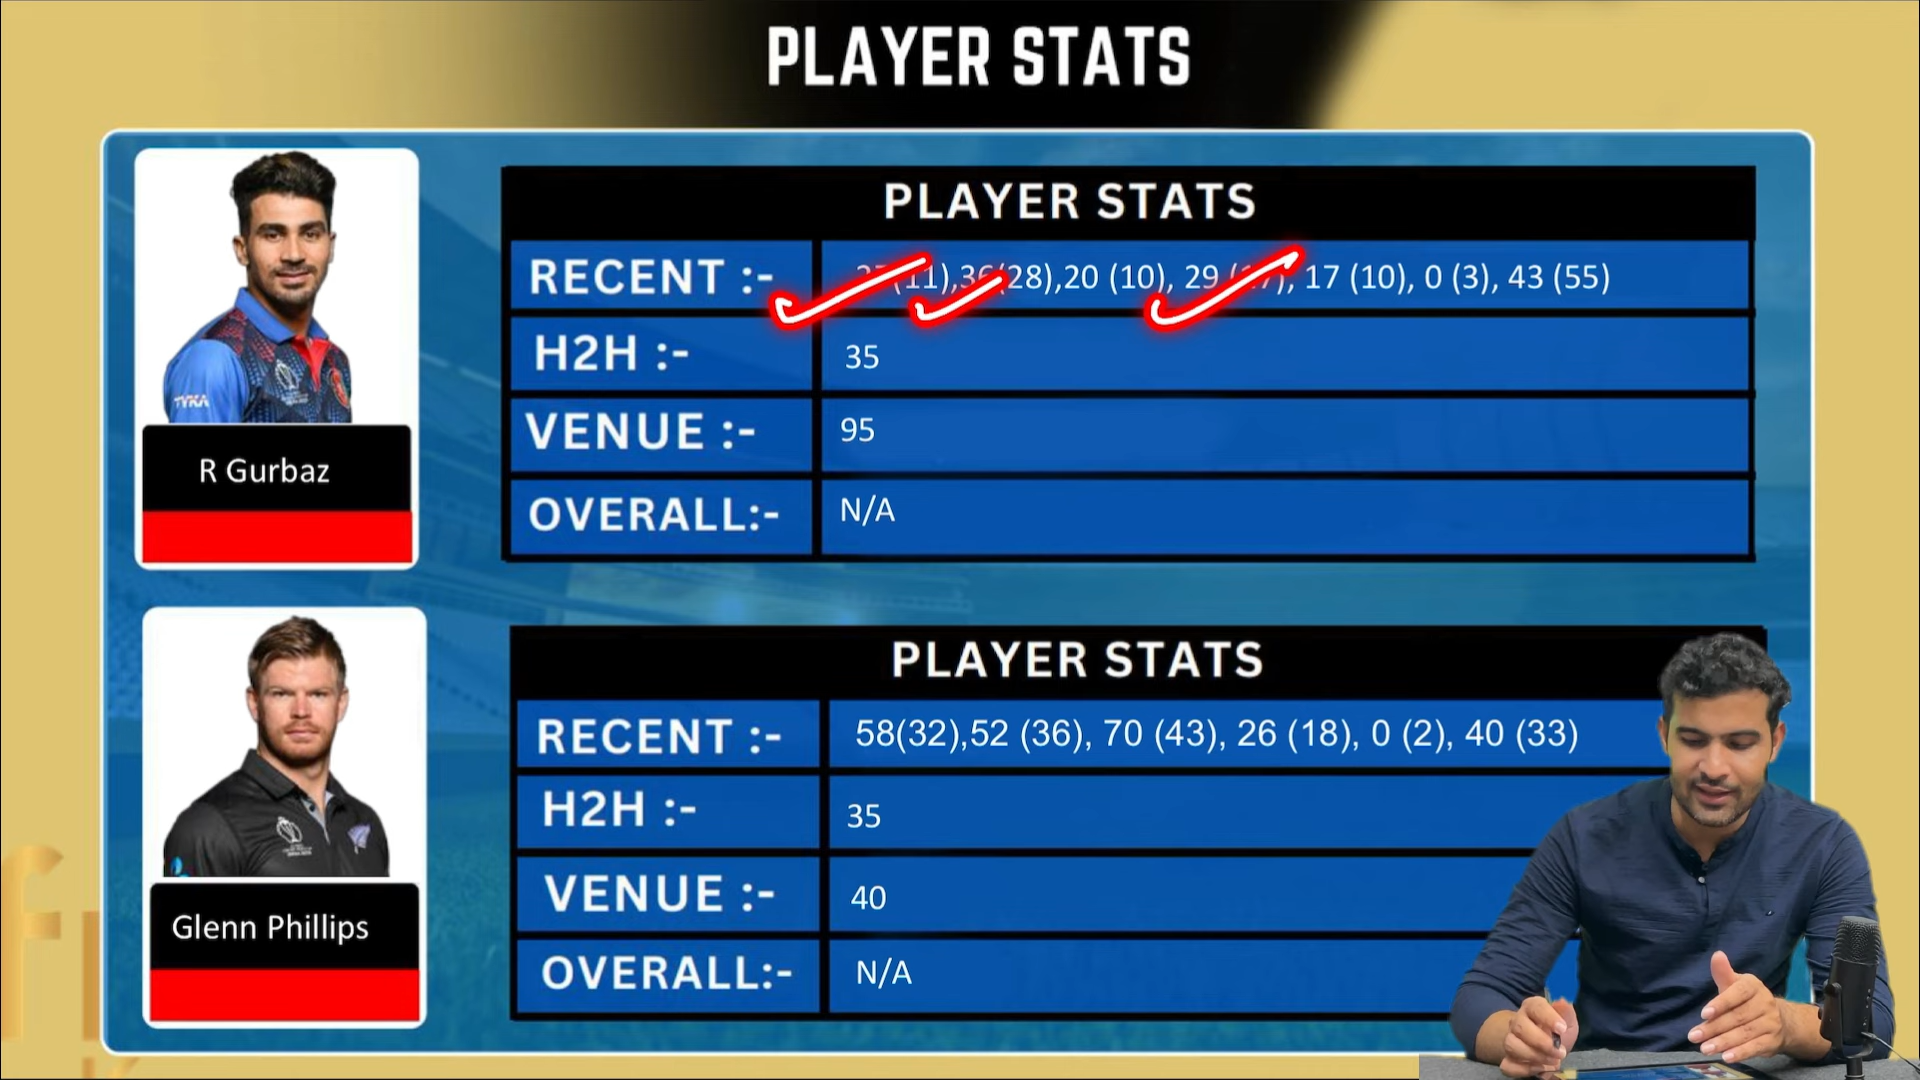 PLAYER STATS
PLAYER STATS
RECENT :- (11),36(28),20 (10), 29 17 (10), 0 (3), 43 (55)
H2H :- 35
VENUE :- 95
OVERALL:- N/A
TYKA
R Gurbaz
PLAYER STATS
RECENT :- 58(32),52 (36), 70 (43), 26 (18), 0 (2), 40 (33)
H2H :- 35
VENUE :- 40
OVERALL:- N/A
Glenn Phillips